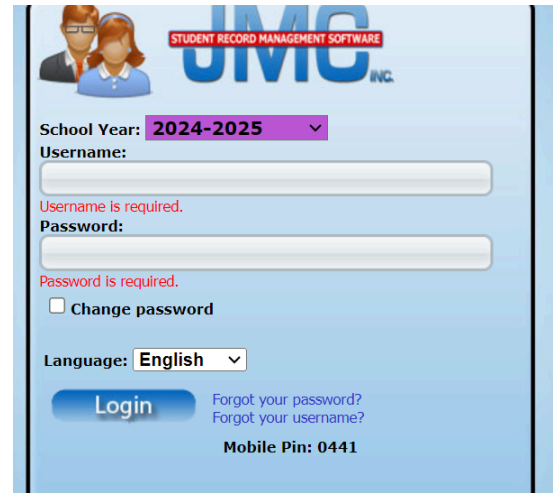 STUDENT RECORD MANAGEMENT SOFTWARE
JMC
INC.
School Year: 2024-2025
Username:
Username is required.
Password:
Password is required.
Change password
Language: English
Login
Forgot your password?
Forgot your username?
Mobile Pin: 0441